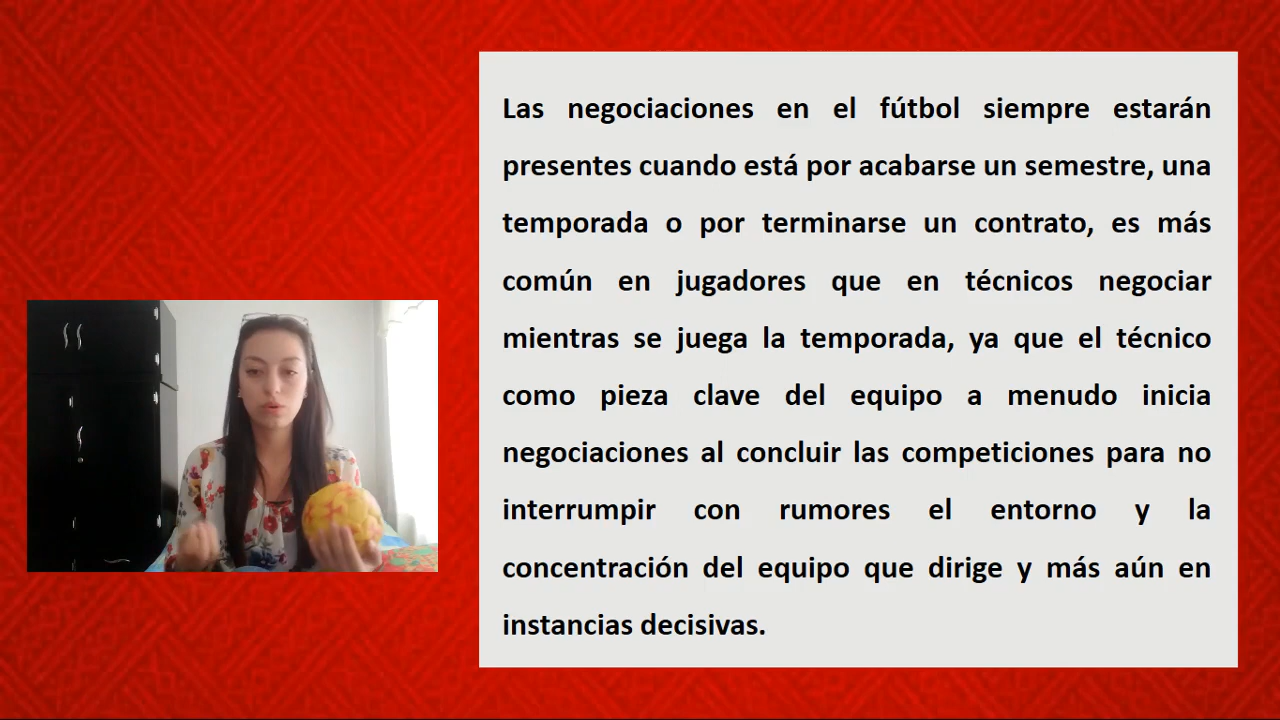 Las negociaciones en el fútbol siempre estarán
presentes cuando está por acabarse un semestre, una
temporada o por terminarse un contrato, es más
común en jugadores que en técnicos negociar
mientras se juega la temporada, ya que el técnico
como pieza clave del equipo a menudo inicia
negociaciones al concluir las competiciones para no
interrumpir con rumores el entorno y la
concentración del equipo que dirige y más aún en
instancias decisivas.